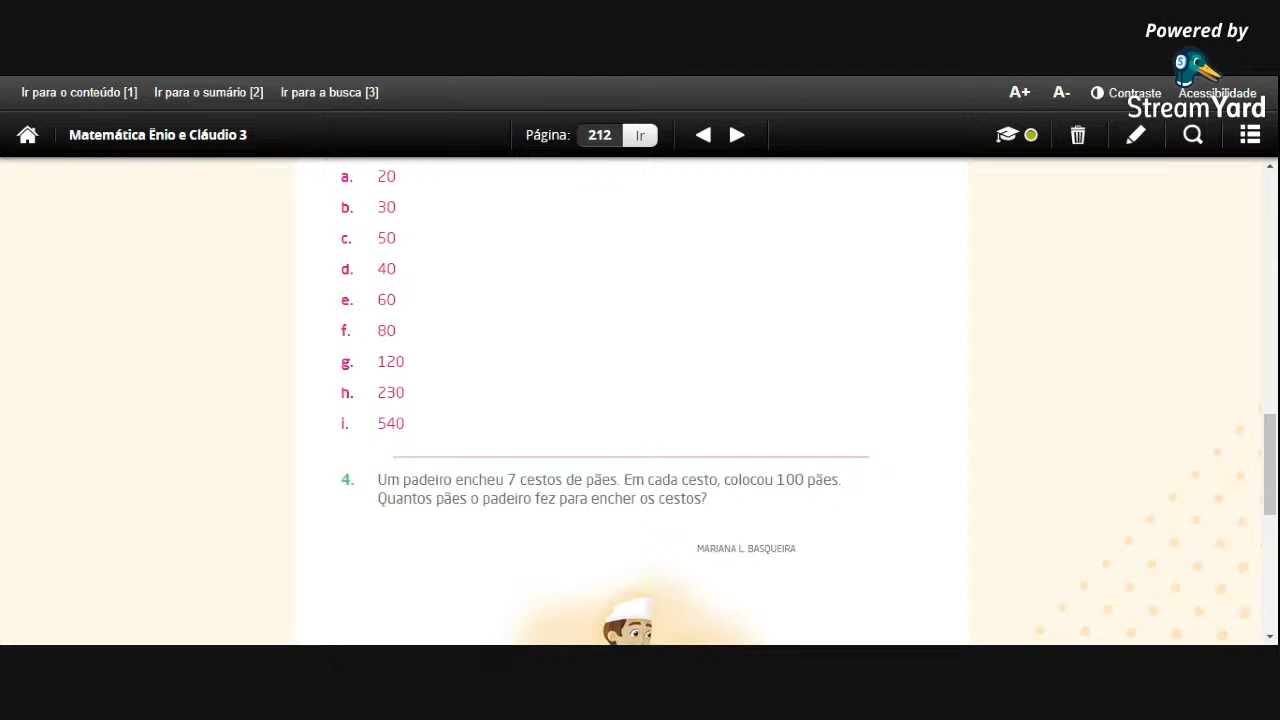 Powered by
StreamYard
Ir para o conteúdo [1] Ir para o sumário [2] Ir para a busca [3] A+ A- Contraste Acessibilidade
Matemática Ênio e Cláudio 3 Página: 212 Ir
a. 20
b. 30
c. 50
d. 40
e. 60
f. 80
g. 120
h. 230
i. 540
4. Um padeiro encheu 7 cestos de pães. Em cada cesto, colocou 100 pães.
Quantos pães o padeiro fez para encher os cestos?
MARIANA L. BASQUEIRA